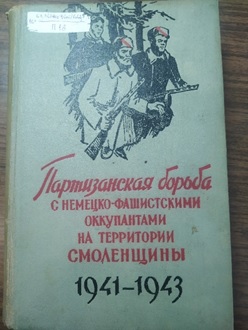 Партизанская борьба
С НЕМЕЦКО-ФАШИСТСКИМИ
ОККУПАНТАМИ
НА ТЕРРИТОРИИ
СМОЛЕНЩИНЫ
1941-1943